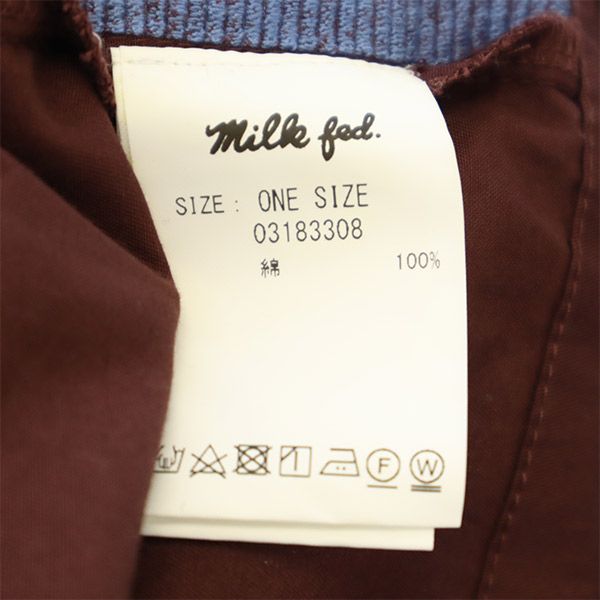 milk fed.
SIZE : ONE SIZE
03183308
綿 100%
F W